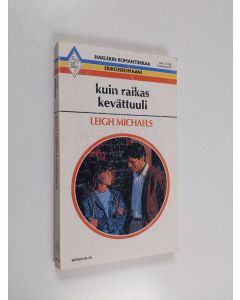 HARLEKIN ROMANTIIKKAA
ERIKOISROMAANI
kuin raikas
kevättuuli
LEIGH MICHAELS